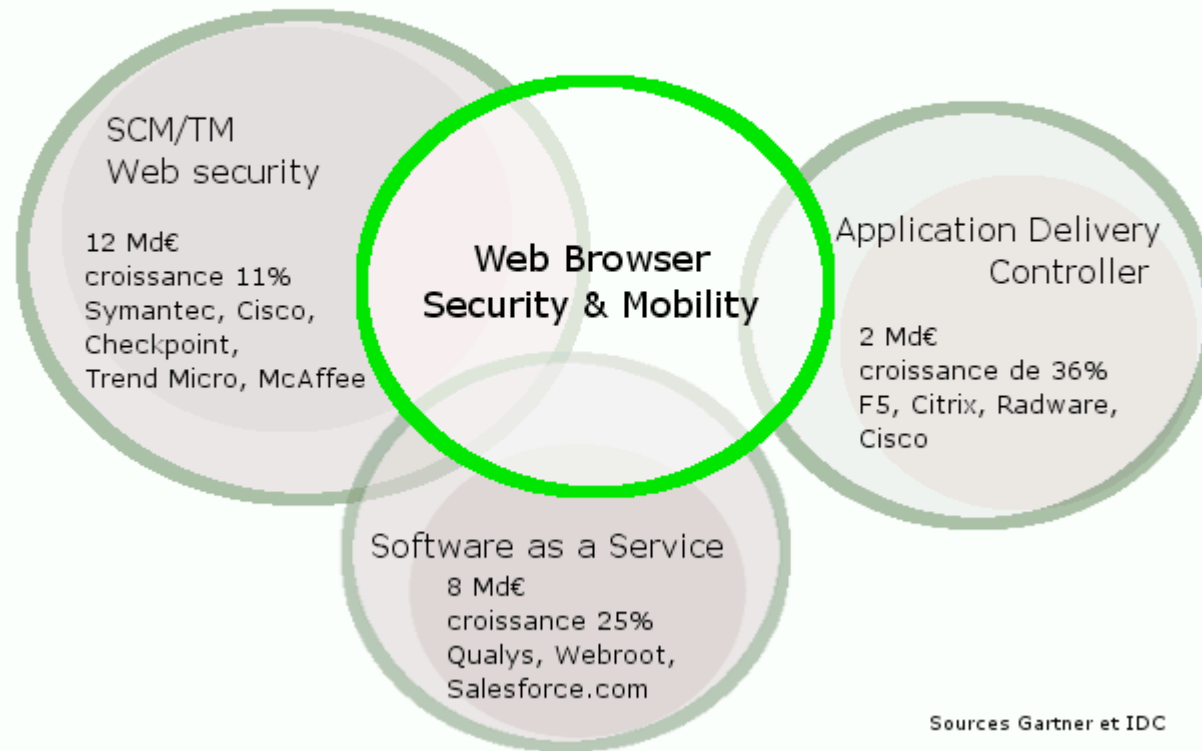 SCM/TM
Web security
12 Md€
croissance 11%
Symantec, Cisco,
Checkpoint,
Trend Micro, McAffee
Web Browser
Security & Mobility
Application Delivery
Controller
2 Md€
croissance de 36%
F5, Citrix, Radware,
Cisco
Software as a Service
8 Md€
croissance 25%
Qualys, Webroot,
Salesforce.com
Sources Gartner et IDC